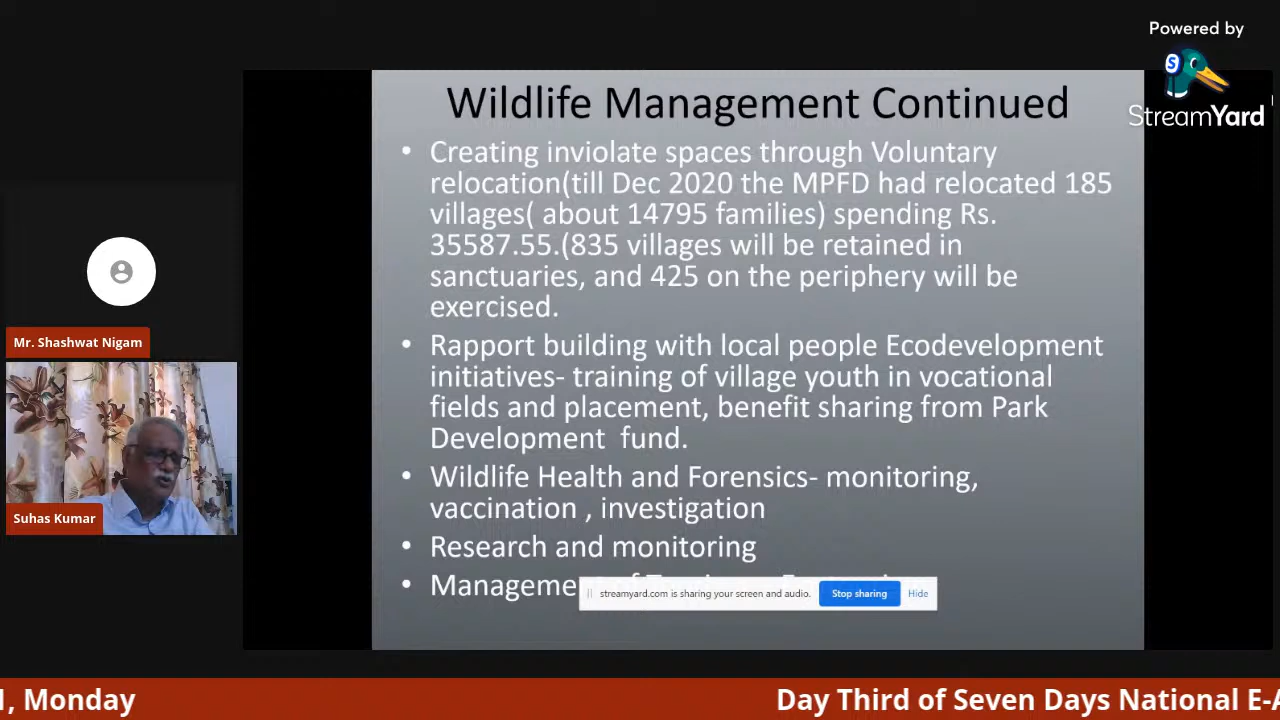 Powered by
StreamYard
Wildlife Management Continued
• Creating inviolate spaces through Voluntary
relocation(till Dec 2020 the MPFD had relocated 185
villages( about 14795 families) spending Rs.
35587.55.(835 villages will be retained in
sanctuaries, and 425 on the periphery will be
exercised.
• Rapport building with local people Ecodevelopment
initiatives- training of village youth in vocational
fields and placement, benefit sharing from Park
Development fund.
• Wildlife Health and Forensics- monitoring,
vaccination , investigation
• Research and monitoring
• Management of
streamyard.com is sharing your screen and audio. Stop sharing Hide
Mr. Shashwat Nigam
Suhas Kumar
, Monday
Day Third of Seven Days National E-